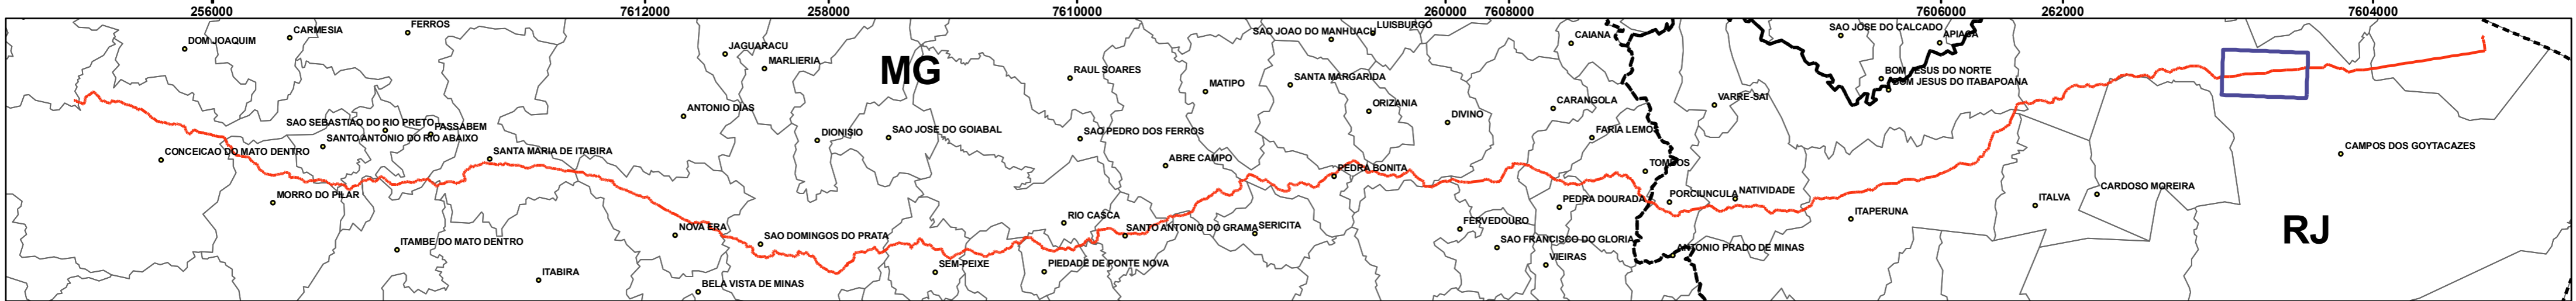 256000 7612000 258000 7610000 260000 7608000 7606000 262000 7604000
DOM JOAQUIM
CARMESIA
FERROS
JAGUARACU
MARLIERIA
MG
RAUL SOARES
MATIPO
SAO JOAO DO MANHUACU
LUISBURGO
SANTA MARGARIDA
ORIZANIA
DIVINO
CAIANA
CARANGOLA
FARIA LEMOS
VARRE-SAI
SAO JOSE DO CALCADO
APIACA
BOM JESUS DO NORTE
BOM JESUS DO ITABAPOANA
ANTONIO DIAS
SAO SEBASTIAO DO RIO PRETO
PASSABEM
SANTO ANTONIO DO RIO ABAIXO
DIONISIO
SAO JOSE DO GOIABAL
SAO PEDRO DOS FERROS
CONCEICAO DO MATO DENTRO
SANTA MARIA DE ITABIRA
ABRE CAMPO
PEDRA BONITA
TOMBOS
CAMPOS DOS GOYTACAZES
MORRO DO PILAR
PEDRA DOURADA
PORCIUNCULA
NATIVIDADE
ITAPERUNA
ITALVA
CARDOSO MOREIRA
RIO CASCA
SANTO ANTONIO DO GRAMA
SERICITA
FERVEDOURO
RJ
NOVA ERA
SAO DOMINGOS DO PRATA
ITAMBE DO MATO DENTRO
SAO FRANCISCO DO GLORIA
ANTONIO PRADO DE MINAS
ITABIRA
SEM-PEIXE
PIEDADE DE PONTE NOVA
VIEIRAS
BELA VISTA DE MINAS